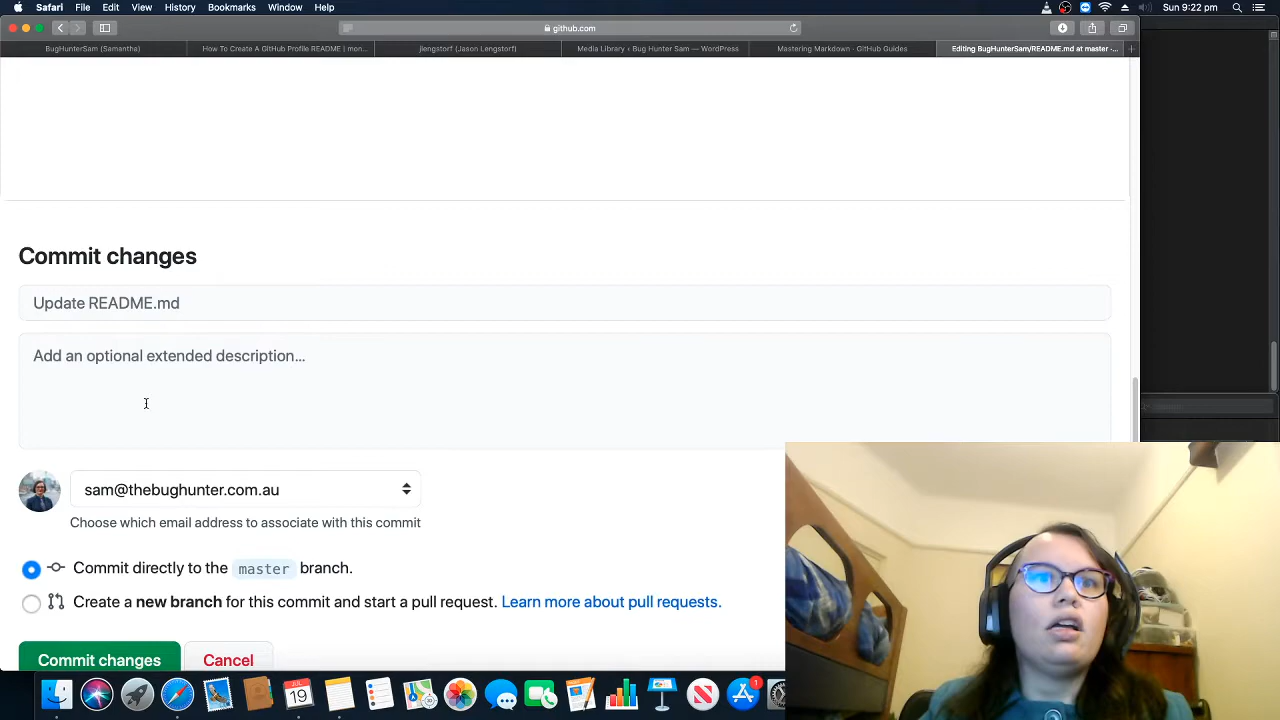 Safari File Edit View History Bookmarks Window Help Sun 9:22 pm
github.com
BugHunterSam (Samantha) How To Create A GitHub Profile README | mon... jlengstorf (Jason Lengstorf) Media Library ‹ Bug Hunter Sam — WordPress Mastering Markdown · GitHub Guides Editing BugHunterSam/README.md at master ·...
Commit changes
Update README.md
Add an optional extended description...
sam@thebughunter.com.au
Choose which email address to associate with this commit
Commit directly to the master branch.
Create a new branch for this commit and start a pull request. Learn more about pull requests.
Commit changes Cancel
JUL
19
1